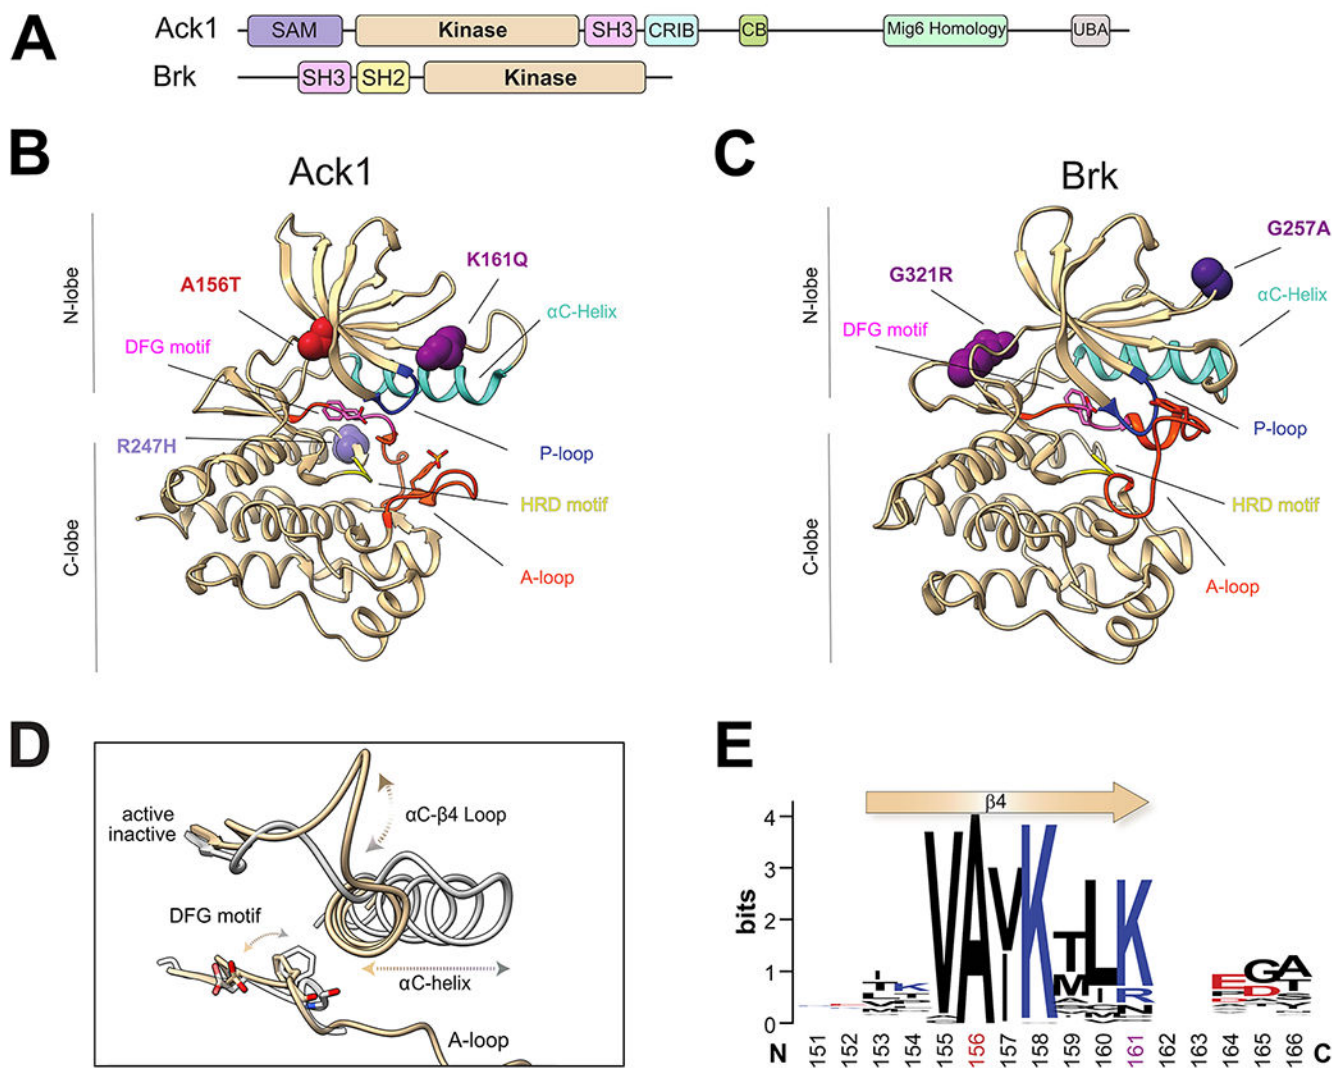 A
Ack1
SAM
Kinase
SH3
CRIB
CB
Mig6 Homology
UBA
Brk
SH3
SH2
Kinase
B
Ack1
N-lobe
C-lobe
A156T
K161Q
αC-Helix
DFG motif
R247H
P-loop
HRD motif
A-loop
C
Brk
N-lobe
C-lobe
G257A
G321R
αC-Helix
DFG motif
P-loop
HRD motif
A-loop
D
active
inactive
αC-β4 Loop
DFG motif
αC-helix
A-loop
E
β4
bits
4
3
2
1
0
N 151 152 153 154 155 156 157 158 159 160 161 162 163 164 165 166 C